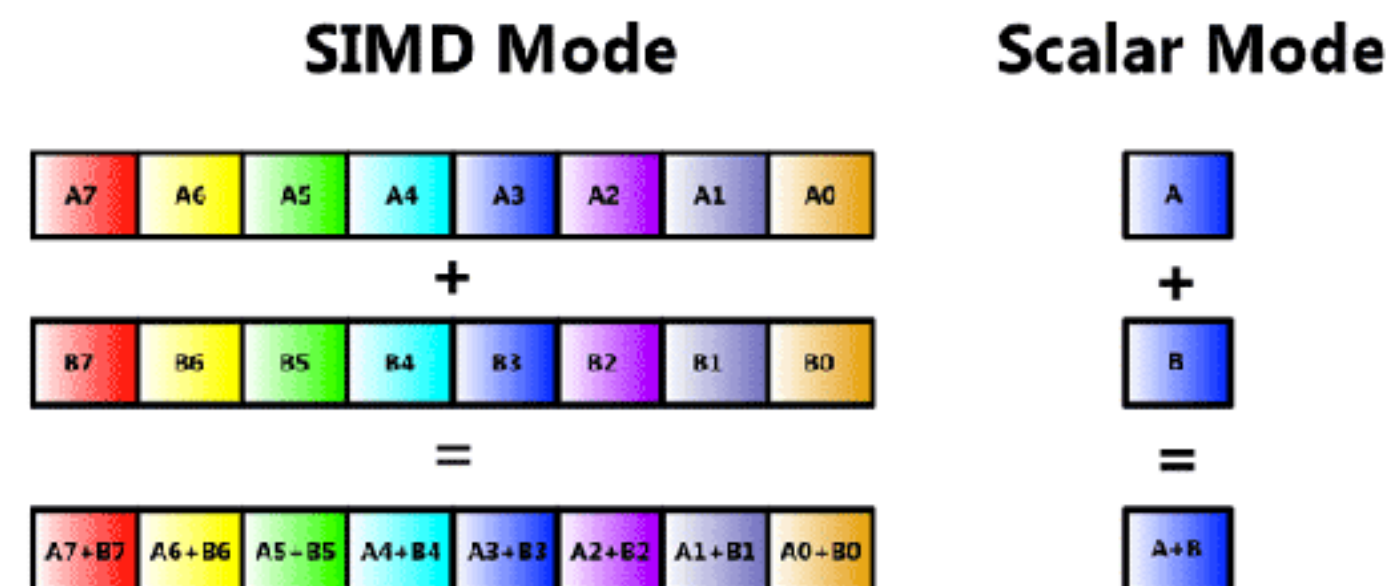 SIMD Mode Scalar Mode
A7 A6 A5 A4 A3 A2 A1 A0 A
+ +
B7 B6 B5 B4 B3 B2 B1 B0 B
= =
A7+B7 A6+B6 A5+B5 A4+B4 A3+B3 A2+B2 A1+B1 A0+B0 A+B